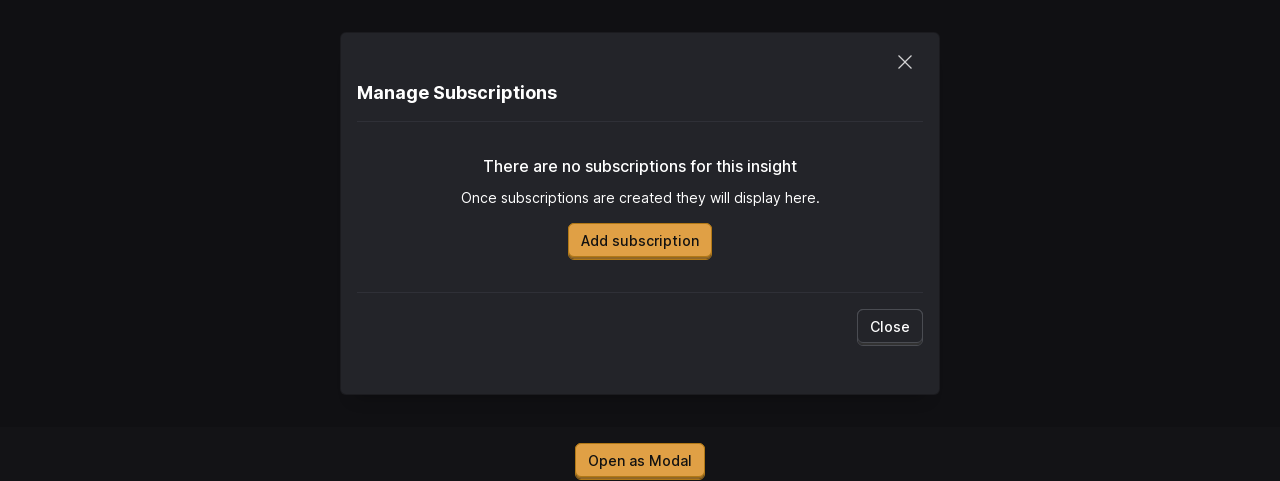 Manage Subscriptions
There are no subscriptions for this insight
Once subscriptions are created they will display here.
Add subscription
Close
Open as Modal